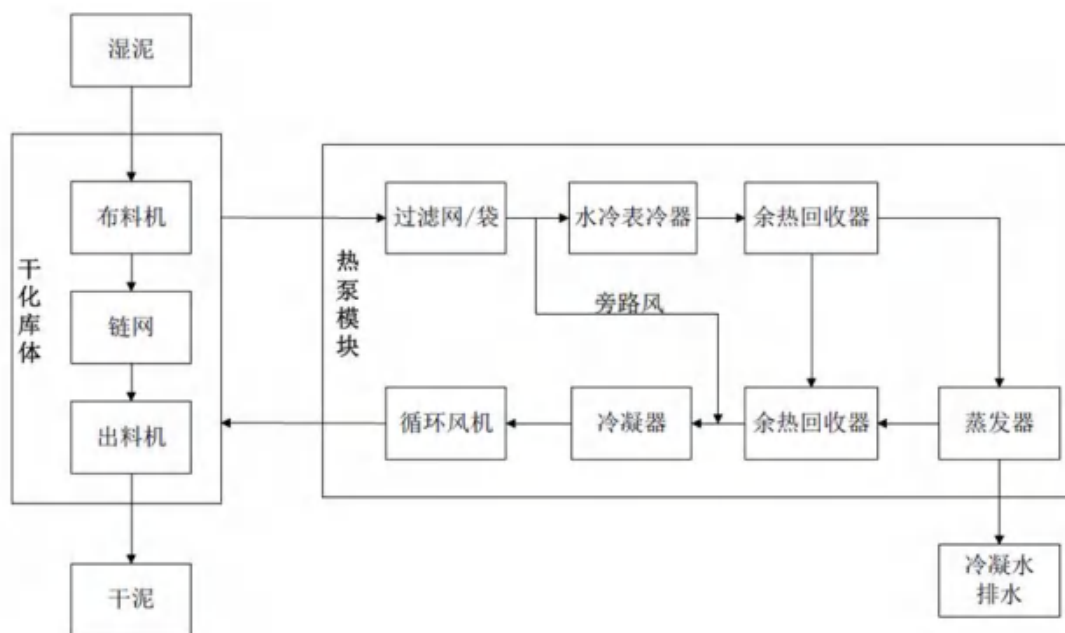 湿泥
干化库体
布料机
链网
出料机
干泥
热泵模块
过滤网/袋
水冷表冷器
余热回收器
旁路风
循环风机
冷凝器
余热回收器
蒸发器
冷凝水
排水